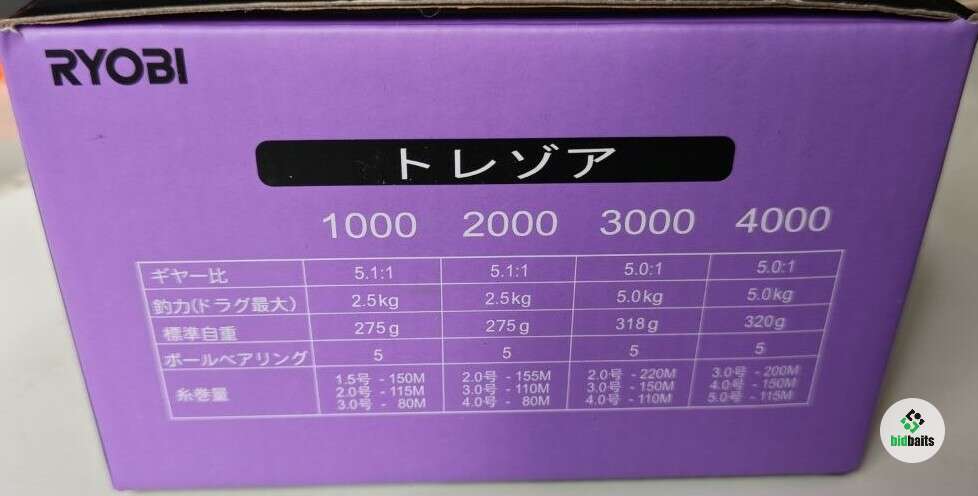 RYOBI
トレゾア
1000 2000 3000 4000
ギヤー比 5.1:1 5.1:1 5.0:1 5.0:1
釣力(ドラグ最大) 2.5kg 2.5kg 5.0kg 5.0kg
標準自重 275g 275g 318g 320g
ボールベアリング 5 5 5 5
糸巻量
1.5号 - 150M 2.0号 - 155M 2.0号 - 220M 3.0号 - 200M
2.0号 - 115M 3.0号 - 110M 3.0号 - 150M 4.0号 - 150M
3.0号 - 80M 4.0号 - 80M 4.0号 - 110M 5.0号 - 115M
bidbaits